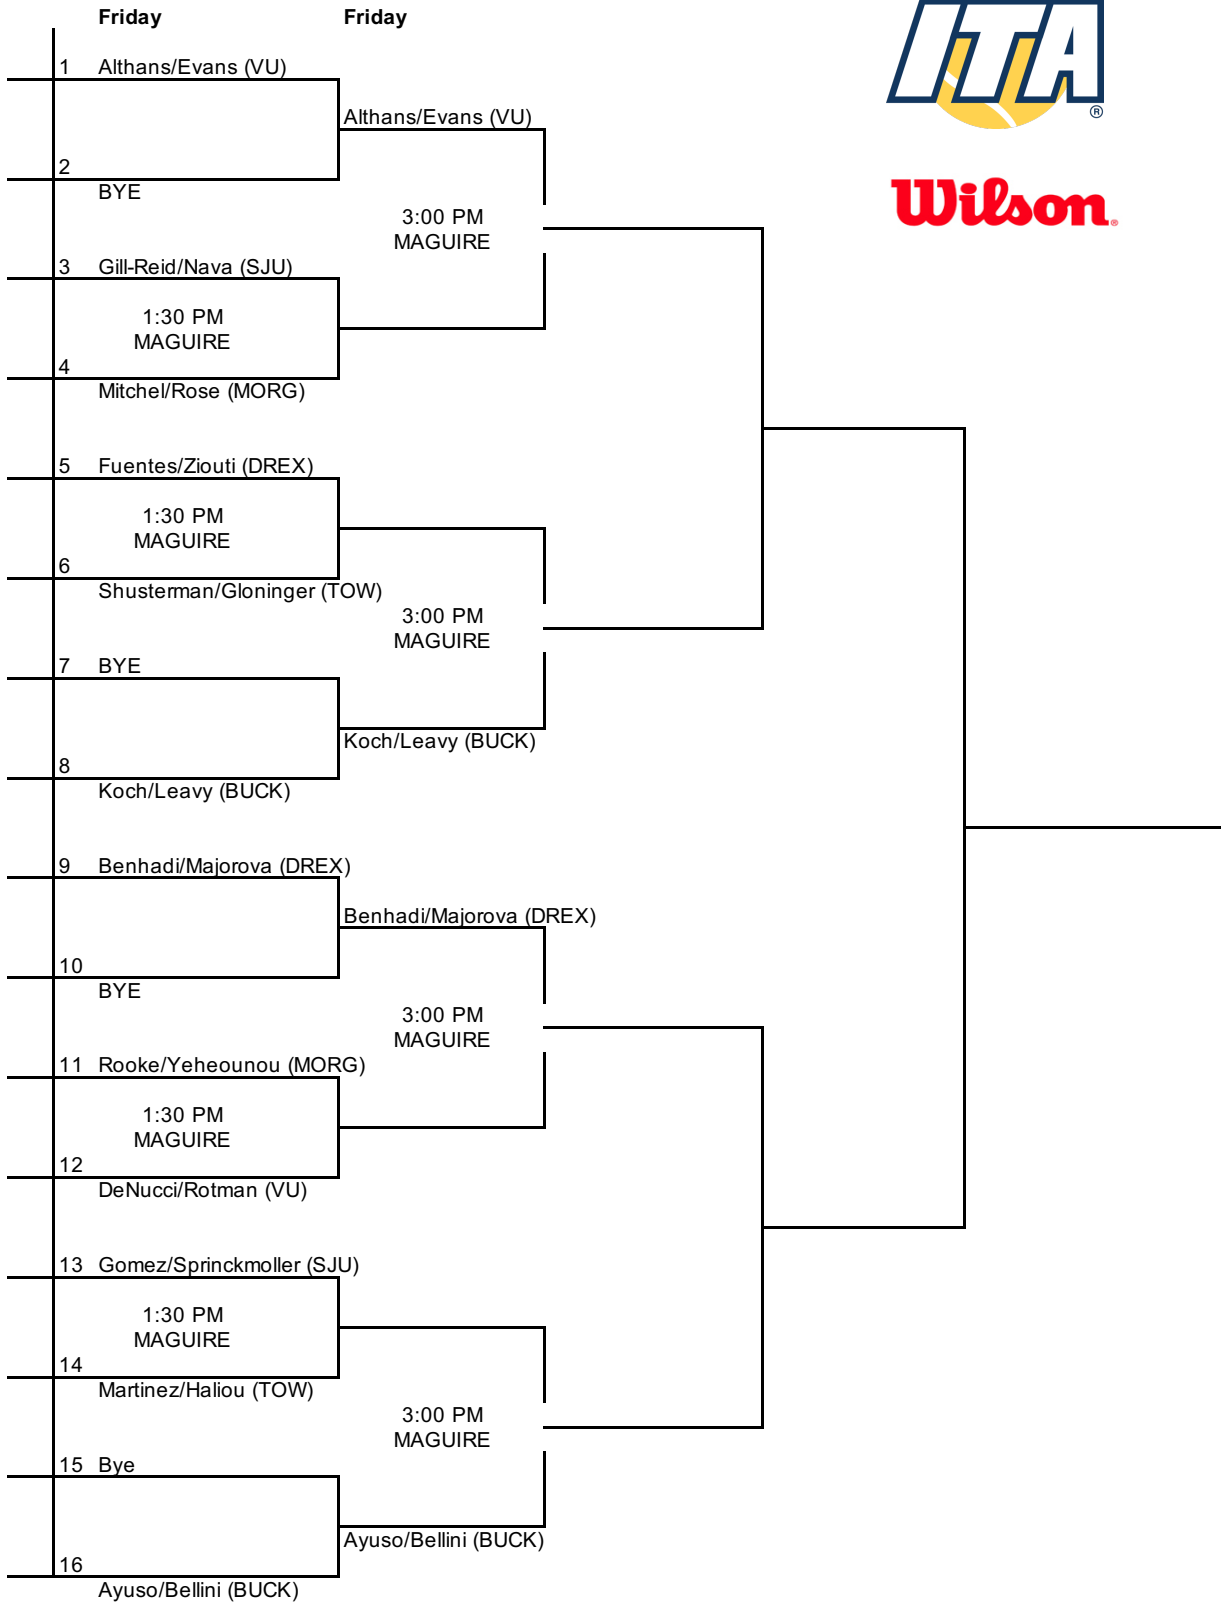 Friday
Friday
ITA
®
1 Althans/Evans (VU)
Althans/Evans (VU)
2
BYE
Wilson
3:00 PM
MAGUIRE
3 Gill-Reid/Nava (SJU)
1:30 PM
MAGUIRE
4
Mitchel/Rose (MORG)
5 Fuentes/Ziouti (DREX)
1:30 PM
MAGUIRE
6
Shusterman/Gloninger (TOW)
3:00 PM
MAGUIRE
7 BYE
Koch/Leavy (BUCK)
8
Koch/Leavy (BUCK)
9 Benhadi/Majorova (DREX)
Benhadi/Majorova (DREX)
10
BYE
3:00 PM
MAGUIRE
11 Rooke/Yeheounou (MORG)
1:30 PM
MAGUIRE
12
DeNucci/Rotman (VU)
13 Gomez/Sprinckmoller (SJU)
1:30 PM
MAGUIRE
14
Martinez/Haliou (TOW)
3:00 PM
MAGUIRE
15 Bye
Ayuso/Bellini (BUCK)
16
Ayuso/Bellini (BUCK)